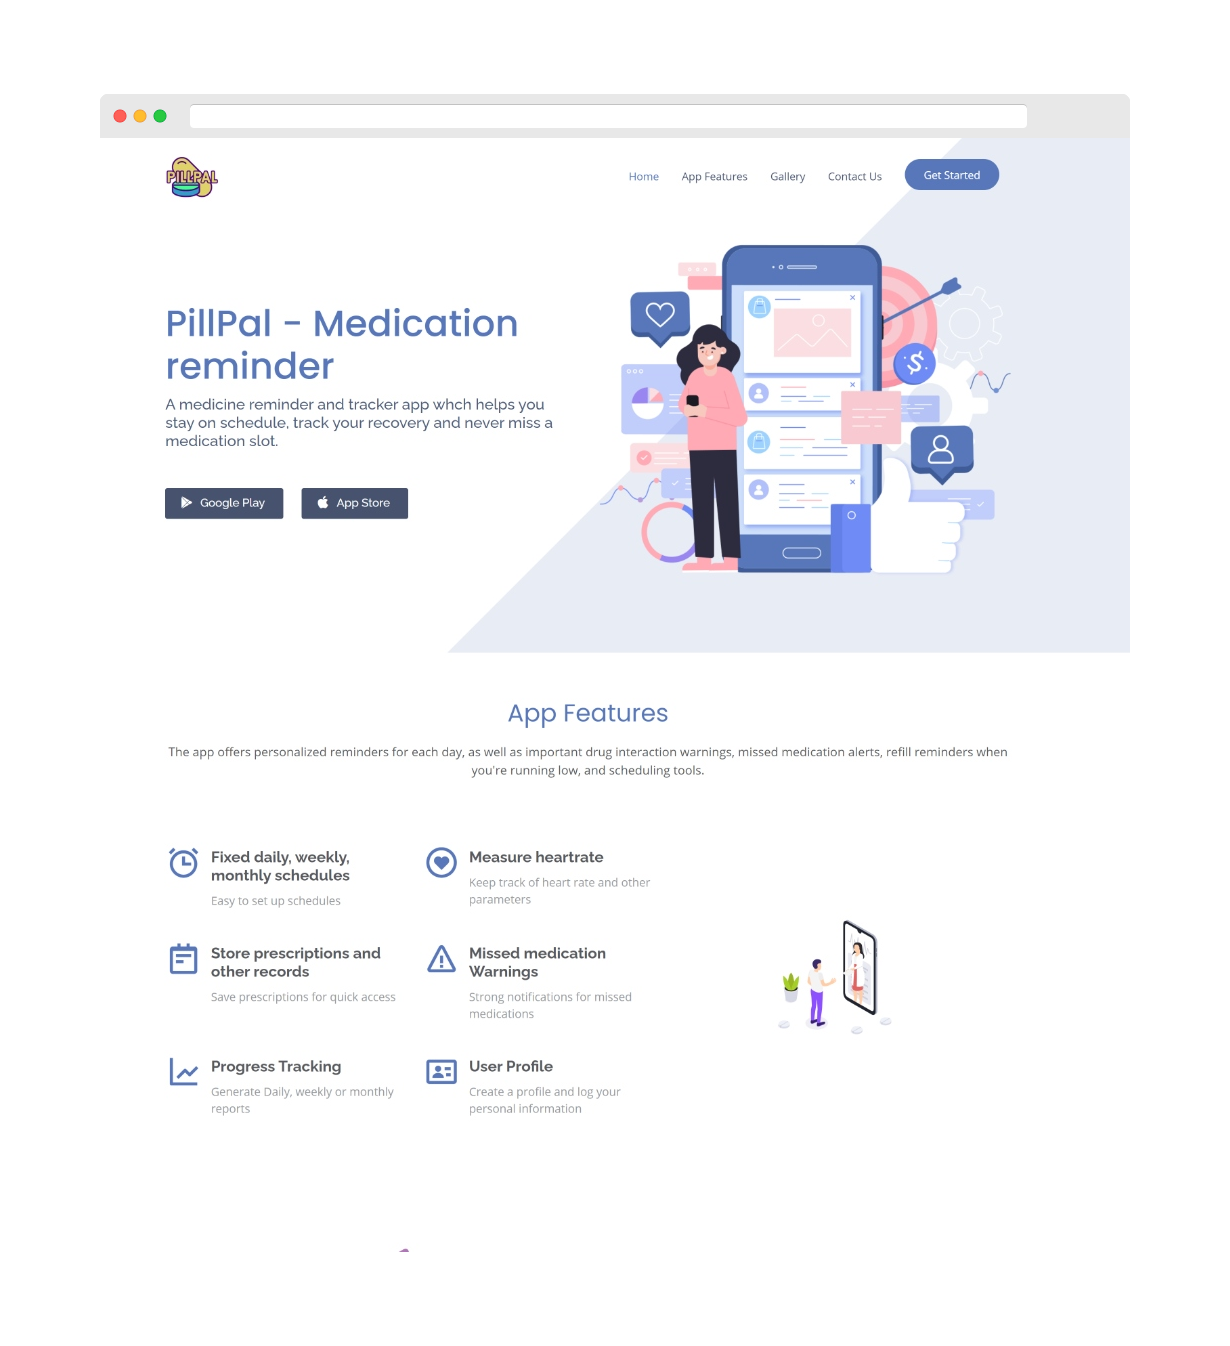 PILLPAL
Home App Features Gallery Contact Us Get Started
PillPal - Medication
reminder
A medicine reminder and tracker app whch helps you
stay on schedule, track your recovery and never miss a
medication slot.
Google Play App Store
App Features
The app offers personalized reminders for each day, as well as important drug interaction warnings, missed medication alerts, refill reminders when
you're running low, and scheduling tools.
Fixed daily, weekly,
monthly schedules
Easy to set up schedules
Measure heartrate
Keep track of heart rate and other
parameters
Store prescriptions and
other records
Save prescriptions for quick access
Missed medication
Warnings
Strong notifications for missed
medications
Progress Tracking
Generate Daily, weekly or monthly
reports
User Profile
Create a profile and log your
personal information